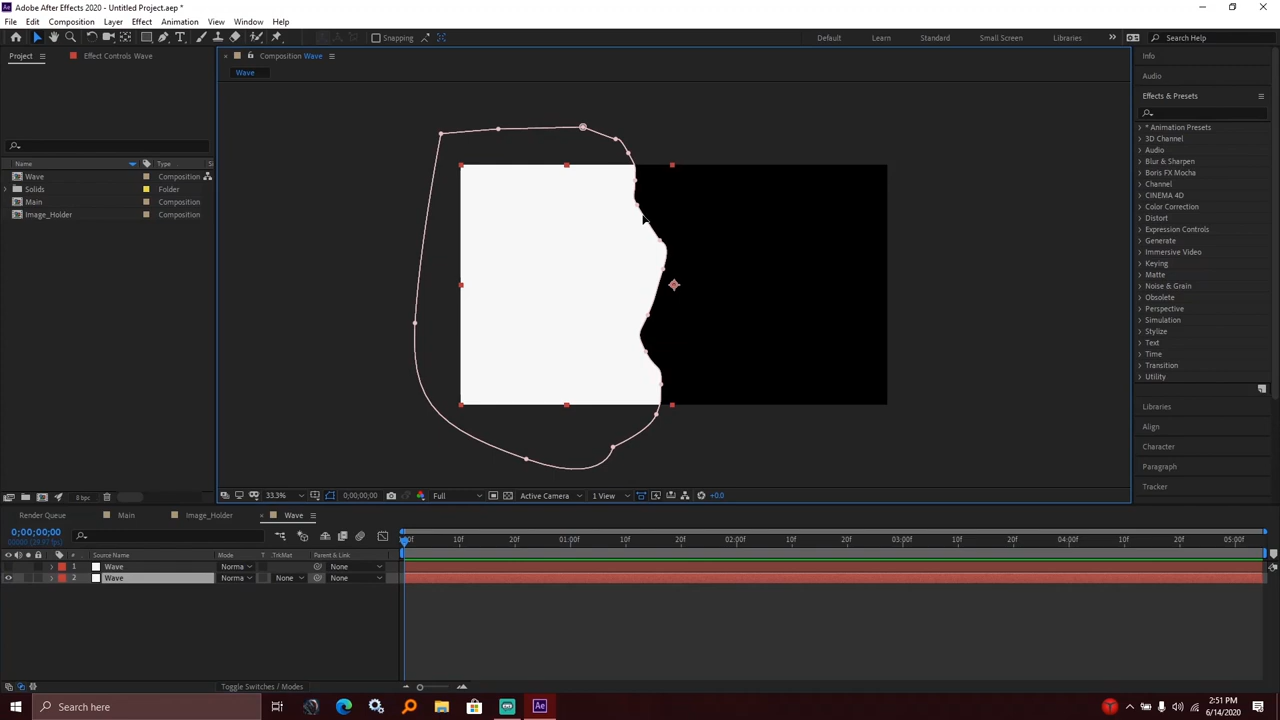 Adobe After Effects 2020 - Untitled Project.aep *
File Edit Composition Layer Effect Animation View Window Help
Snapping Default Learn Standard Small Screen Libraries Search Help
Project Effect Controls Wave Composition Wave Info
Wave
Audio
Effects & Presets
* Animation Presets
3D Channel
Audio
Blur & Sharpen
Boris FX Mocha
Channel
CINEMA 4D
Color Correction
Distort
Expression Controls
Generate
Immersive Video
Keying
Matte
Noise & Grain
Obsolete
Perspective
Simulation
Stylize
Text
Time
Transition
Utility
Libraries
Align
Character
Paragraph
Tracker
Name Type
Wave Composition
Solids Folder
Main Composition
Image_Holder Composition
8 bpc
33.3% 0;00;00;00 Full Active Camera 1 View +0.0
Render Queue Main Image_Holder Wave
0;00;00;00
00000 (29.97 fps)
:00f 10f 20f 01:00f 10f 20f 02:00f 10f 20f 03:00f 10f 20f 04:00f 10f 20f 05:00f
# Source Name Mode T .TrkMat Parent & Link
1 Wave Norma None
2 Wave Norma None None
Toggle Switches / Modes
Search here
2:51 PM
6/14/2020